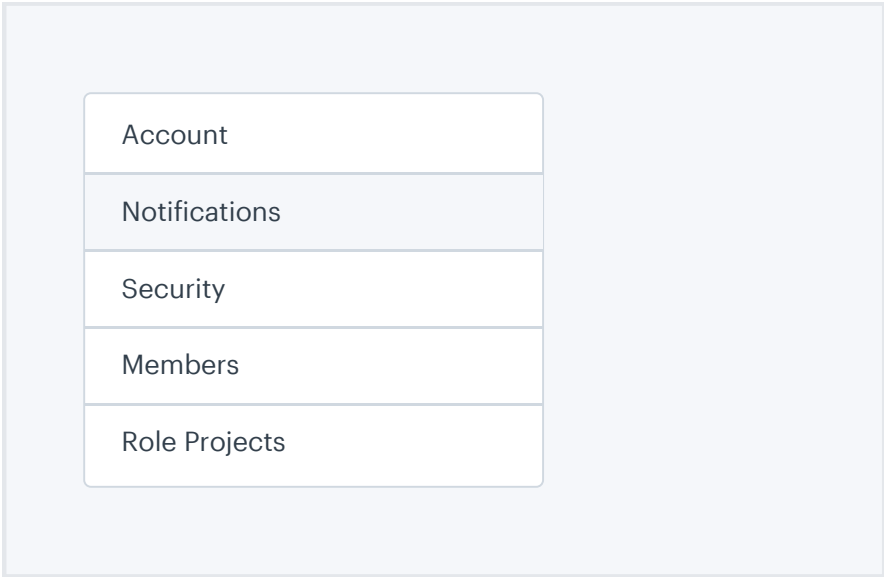 Account
Notifications
Security
Members
Role Projects